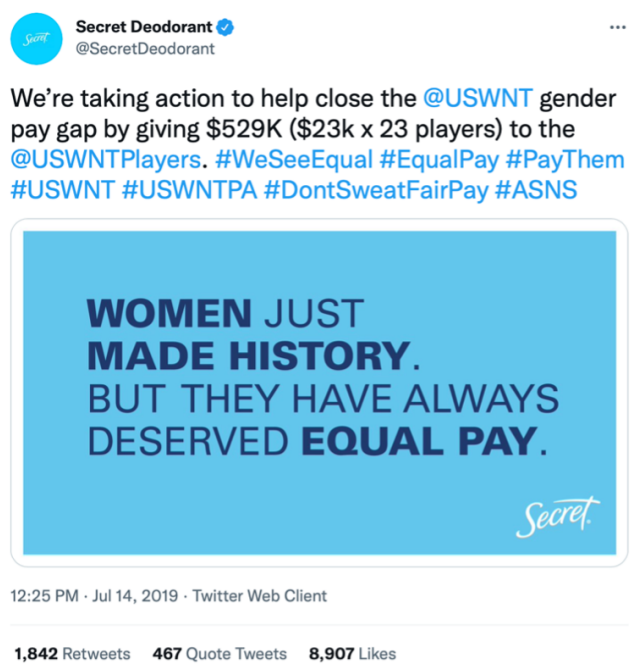 Secret
Secret Deodorant
@SecretDeodorant
We’re taking action to help close the @USWNT gender
pay gap by giving $529K ($23k x 23 players) to the
@USWNTPlayers. #WeSeeEqual #EqualPay #PayThem
#USWNT #USWNTPA #DontSweatFairPay #ASNS
WOMEN JUST
MADE HISTORY.
BUT THEY HAVE ALWAYS
DESERVED EQUAL PAY.
Secret.
12:25 PM · Jul 14, 2019 · Twitter Web Client
1,842 Retweets 467 Quote Tweets 8,907 Likes